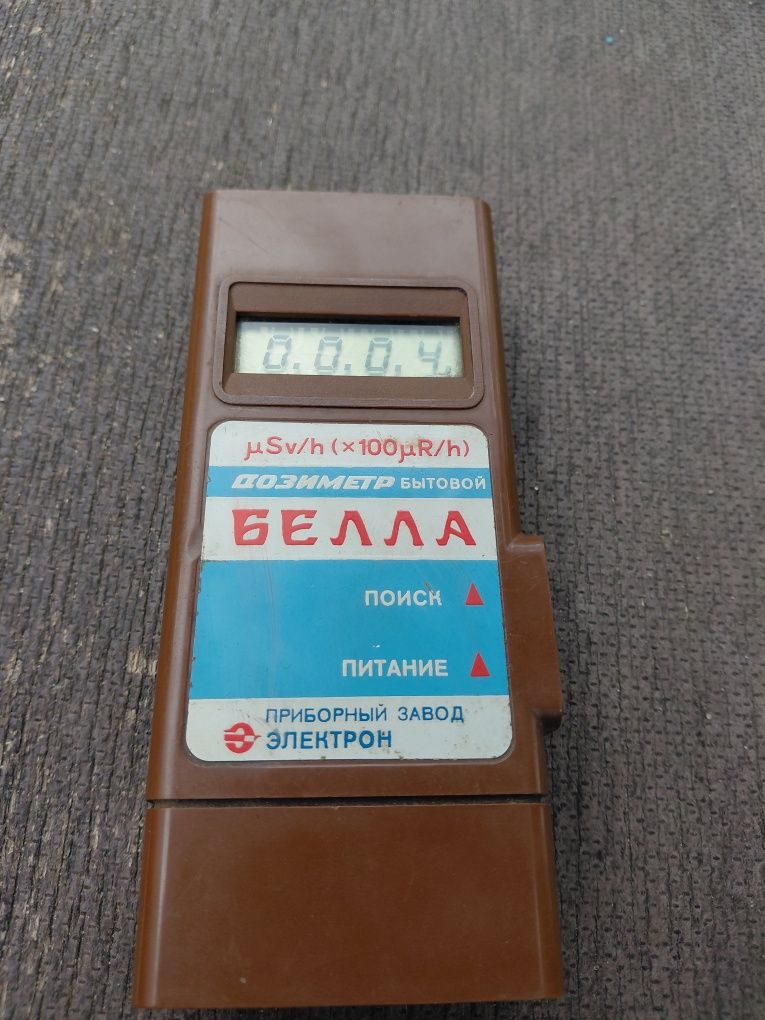 0.0.0.4.
μSv/h (×100μR/h)
ДОЗИМЕТР БЫТОВОЙ
БЕЛЛА
ПОИСК ▲
ПИТАНИЕ ▲
ПРИБОРНЫЙ ЗАВОД
ЭЛЕКТРОН